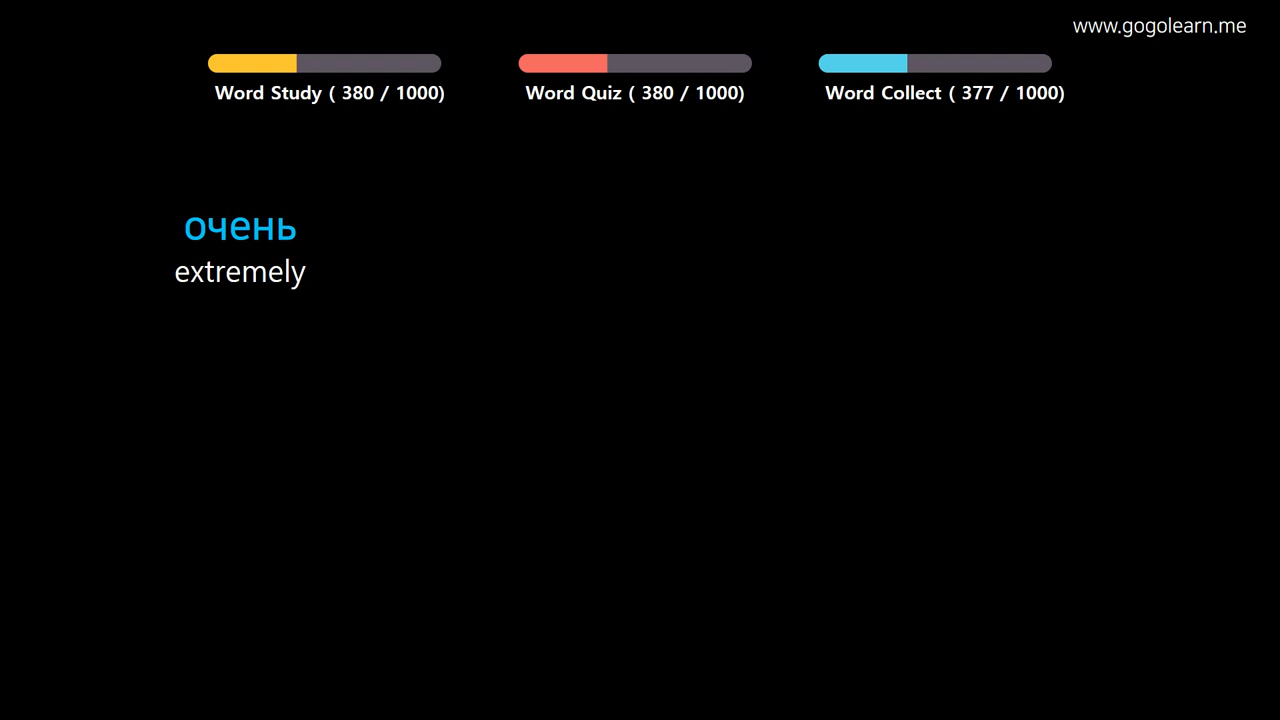 www.gogolearn.me
Word Study ( 380 / 1000)
Word Quiz ( 380 / 1000)
Word Collect ( 377 / 1000)
очень
extremely